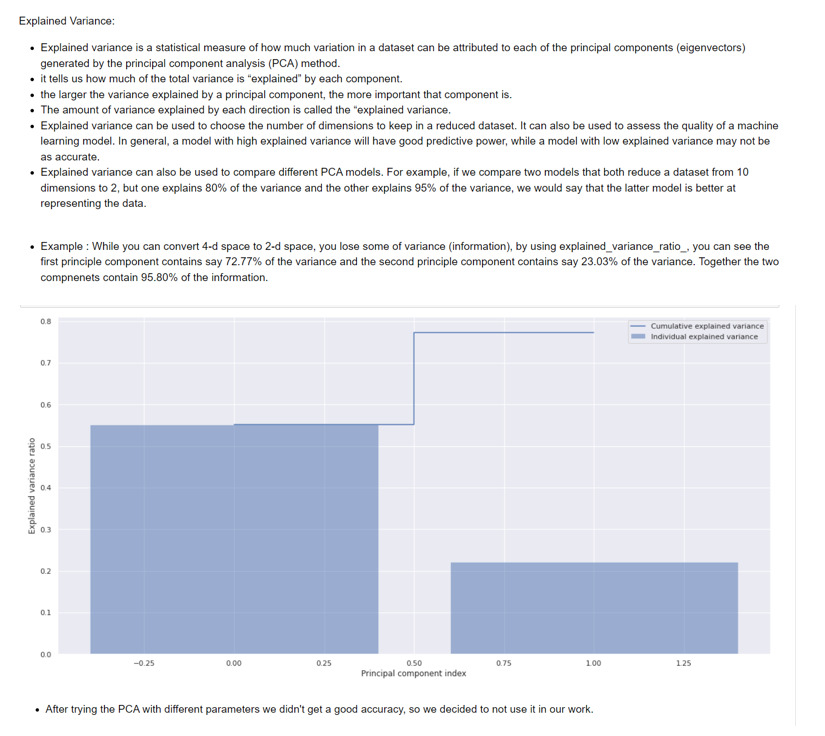 Explained Variance:
• Explained variance is a statistical measure of how much variation in a dataset can be attributed to each of the principal components (eigenvectors)
generated by the principal component analysis (PCA) method.
• it tells us how much of the total variance is “explained” by each component.
• the larger the variance explained by a principal component, the more important that component is.
• The amount of variance explained by each direction is called the “explained variance.
• Explained variance can be used to choose the number of dimensions to keep in a reduced dataset. It can also be used to assess the quality of a machine
learning model. In general, a model with high explained variance will have good predictive power, while a model with low explained variance may not be
as accurate.
• Explained variance can also be used to compare different PCA models. For example, if we compare two models that both reduce a dataset from 10
dimensions to 2, but one explains 80% of the variance and the other explains 95% of the variance, we would say that the latter model is better at
representing the data.
• Example : While you can convert 4-d space to 2-d space, you lose some of variance (information), by using explained_variance_ratio_, you can see the
first principle component contains say 72.77% of the variance and the second principle component contains say 23.03% of the variance. Together the two
compnenets contain 95.80% of the information.
Cumulative explained variance
Individual explained variance
0.8
0.7
0.6
0.5
0.4
0.3
0.2
0.1
0.0
Explained variance ratio
−0.25 0.00 0.25 0.50 0.75 1.00 1.25
Principal component index
• After trying the PCA with different parameters we didn't get a good accuracy, so we decided to not use it in our work.